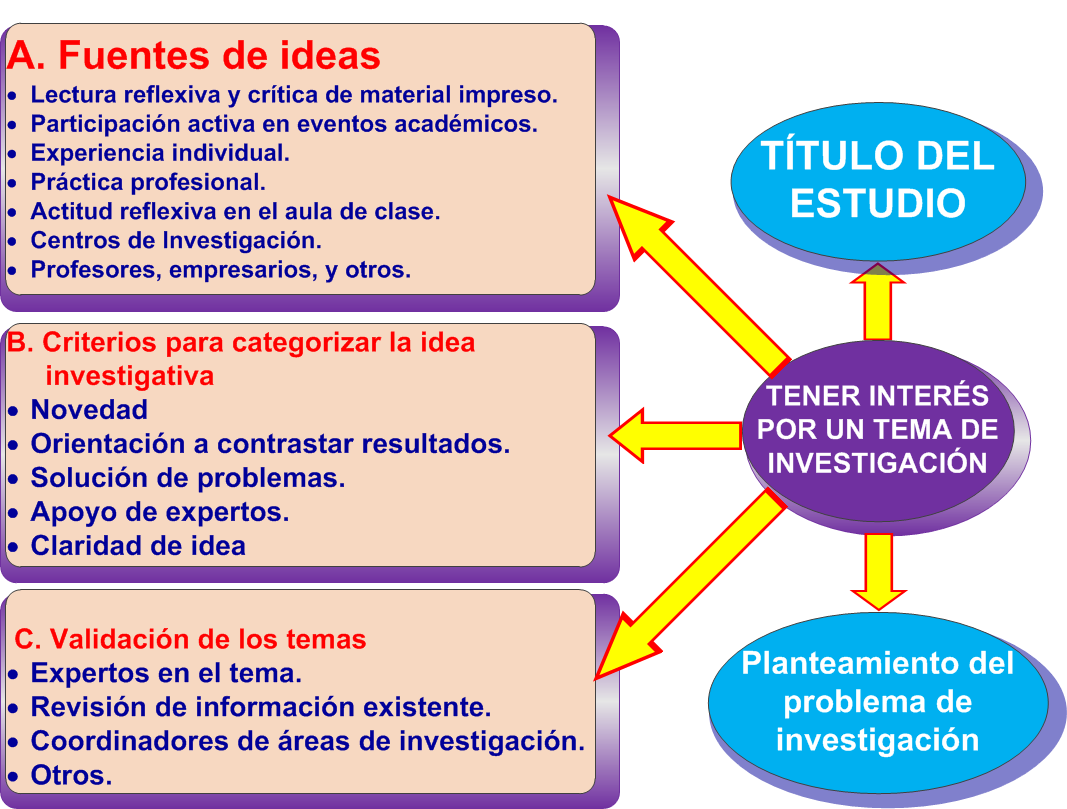 A. Fuentes de ideas
• Lectura reflexiva y crítica de material impreso.
• Participación activa en eventos académicos.
• Experiencia individual.
• Práctica profesional.
• Actitud reflexiva en el aula de clase.
• Centros de Investigación.
• Profesores, empresarios, y otros.
B. Criterios para categorizar la idea
investigativa
• Novedad
• Orientación a contrastar resultados.
• Solución de problemas.
• Apoyo de expertos.
• Claridad de idea
C. Validación de los temas
• Expertos en el tema.
• Revisión de información existente.
• Coordinadores de áreas de investigación.
• Otros.
TÍTULO DEL
ESTUDIO
TENER INTERÉS
POR UN TEMA DE
INVESTIGACIÓN
Planteamiento del
problema de
investigación